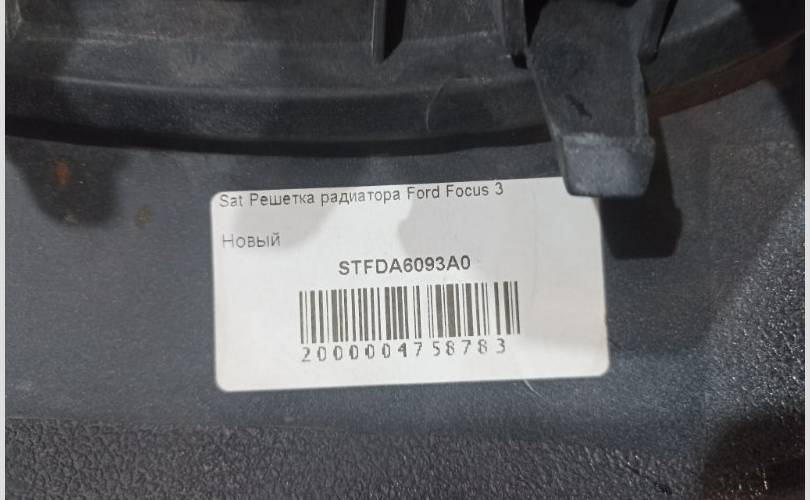 Sat Решетка радиатора Ford Focus 3
Новый
STFDA6093A0
2000004758783